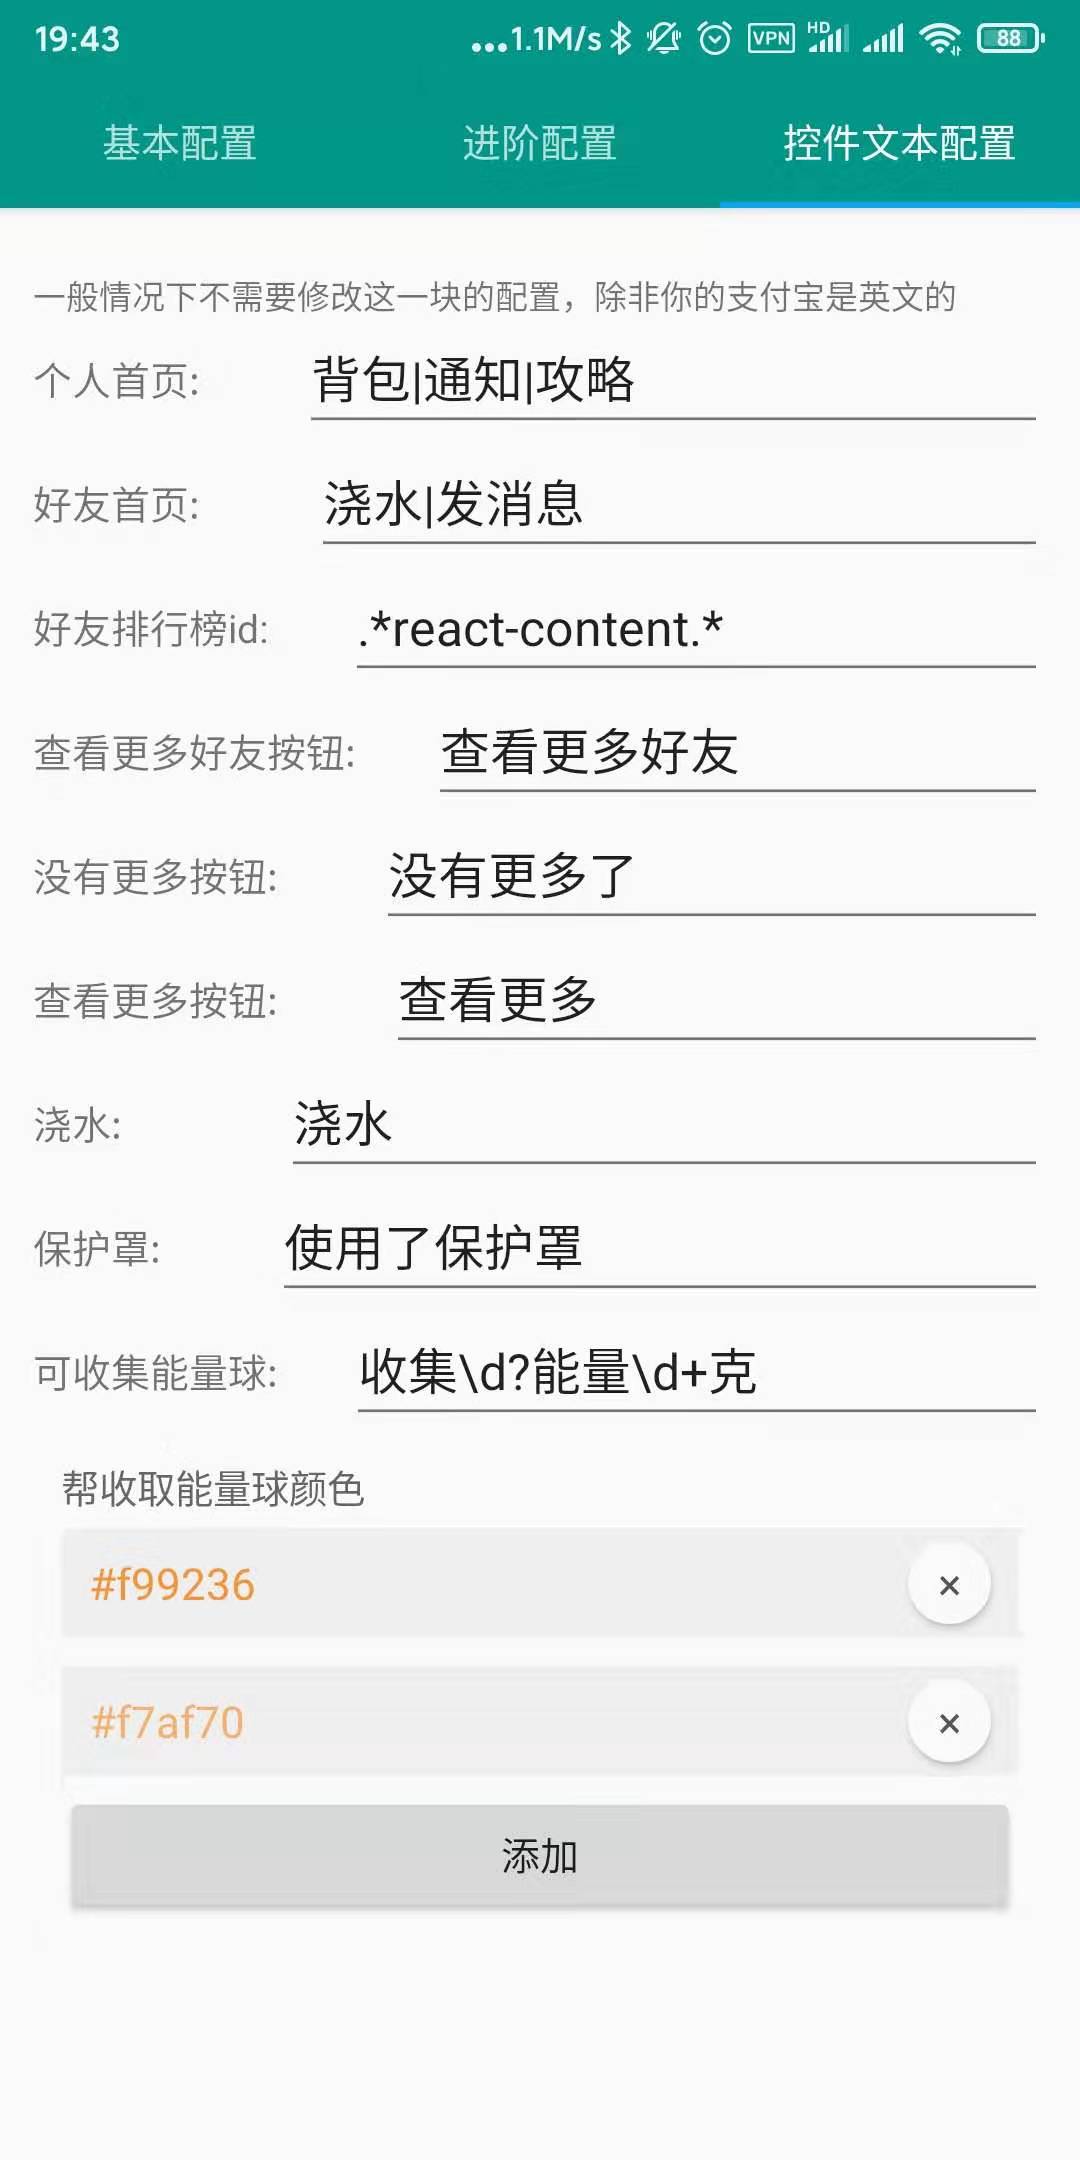 19:43 ...1.1M/s VPN HD 88
基本配置 进阶配置 控件文本配置
一般情况下不需要修改这一块的配置，除非你的支付宝是英文的
个人首页: 背包|通知|攻略
好友首页: 浇水|发消息
好友排行榜id: .*react-content.*
查看更多好友按钮: 查看更多好友
没有更多按钮: 没有更多了
查看更多按钮: 查看更多
浇水: 浇水
保护罩: 使用了保护罩
可收集能量球: 收集\d?能量\d+克
帮收取能量球颜色
#f99236 ×
#f7af70 ×
添加